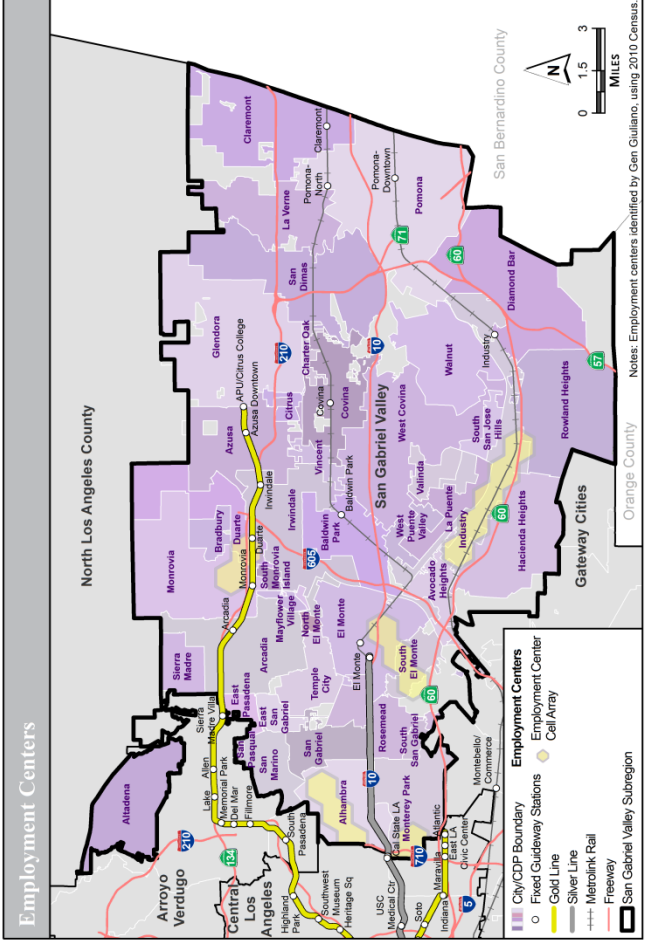 Employment Centers
North Los Angeles County
Altadena
Arroyo
Verdugo
Central
Los
Angeles
210
134
Lake
Allen
Memorial Park
Del Mar
Fillmore
South
Pasadena
Highland
Park
Southwest
Museum
Heritage Sq
Sierra
Madre Villa
Sierra
Madre
East
Pasadena
San
Pasqual
East
San
Gabriel
San
Marino
San
Gabriel
Arcadia
Arcadia
Monrovia
Monrovia
Bradbury
Duarte
Duarte
South
Monrovia
Island
Mayflower
Village
North
El Monte
El Monte
Temple
City
El Monte
South
El Monte
Rosemead
South
San Gabriel
Alhambra
10
Monterey Park
Cal State LA
USC
Medical Ctr
Soto
Indiana
Maravilla
East LA
Civic Center
Atlantic
710
5
Montebello/
Commerce
60
605
Irwindale
Irwindale
Baldwin
Park
Baldwin Park
Azusa
Azusa Downtown
APU/Citrus College
Glendora
Citrus
Vincent
Covina
Covina
Charter Oak
210
San
Dimas
La Verne
Claremont
Claremont
Pomona-
North
Pomona-
Downtown
Pomona
San Gabriel Valley
10
West Covina
West
Puente
Valley
Valinda
La Puente
Industry
Avocado
Heights
Hacienda Heights
60
South
San Jose
Hills
Walnut
Industry
Rowland Heights
Diamond Bar
71
60
57
Gateway Cities
Orange County
San Bernardino County
N
0 1.5 3
MILES
City/CDP Boundary
Fixed Guideway Stations
Gold Line
Silver Line
Metrolink Rail
Freeway
San Gabriel Valley Subregion
Employment Centers
Employment Center
Cell Array
Notes: Employment centers identified by Gen Giuliano, using 2010 Census.